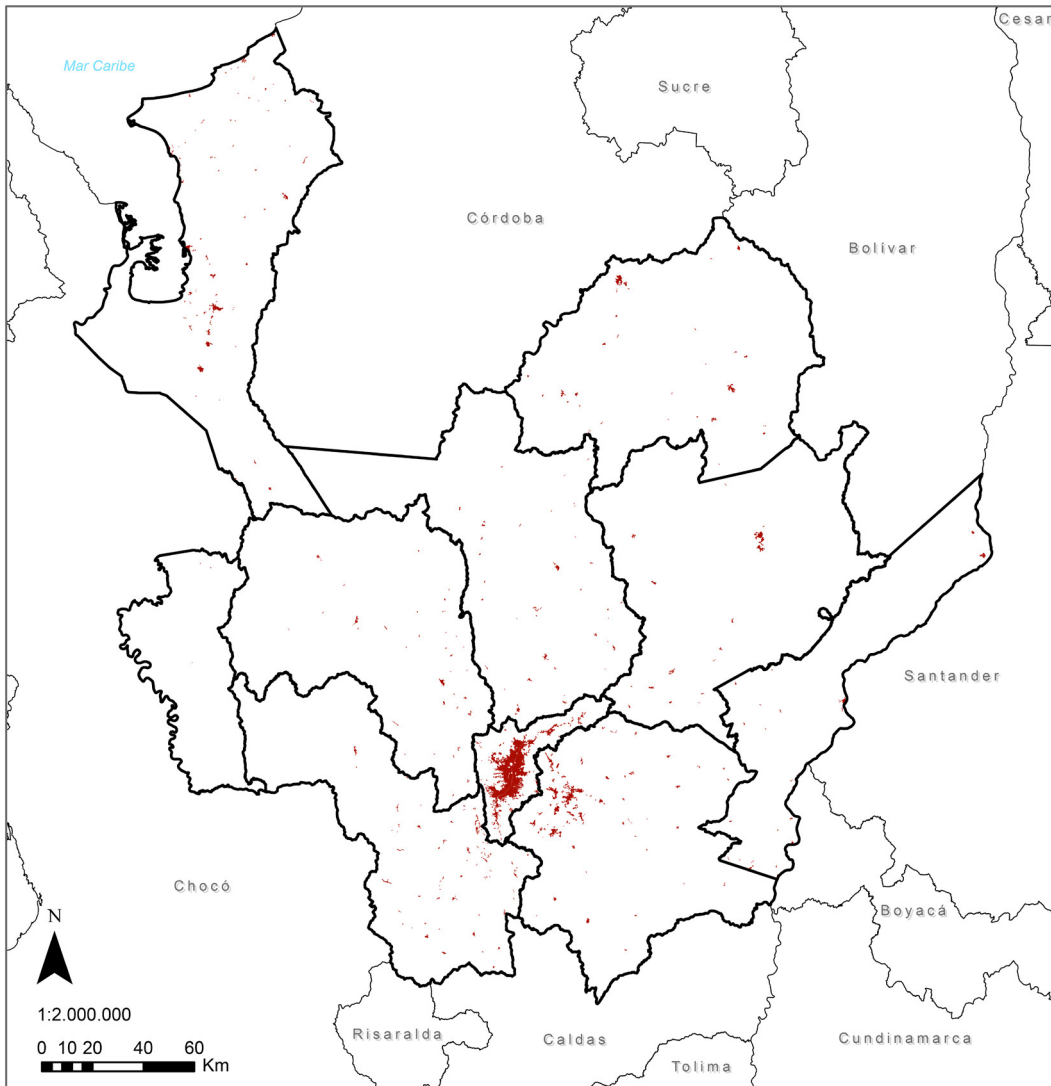 Cesar
Mar Caribe
Sucre
Córdoba
Bolívar
Santander
Chocó
Boyacá
N
1:2.000.000
Risaralda
Caldas
Cundinamarca
Tolima
0 10 20 40 60
Km